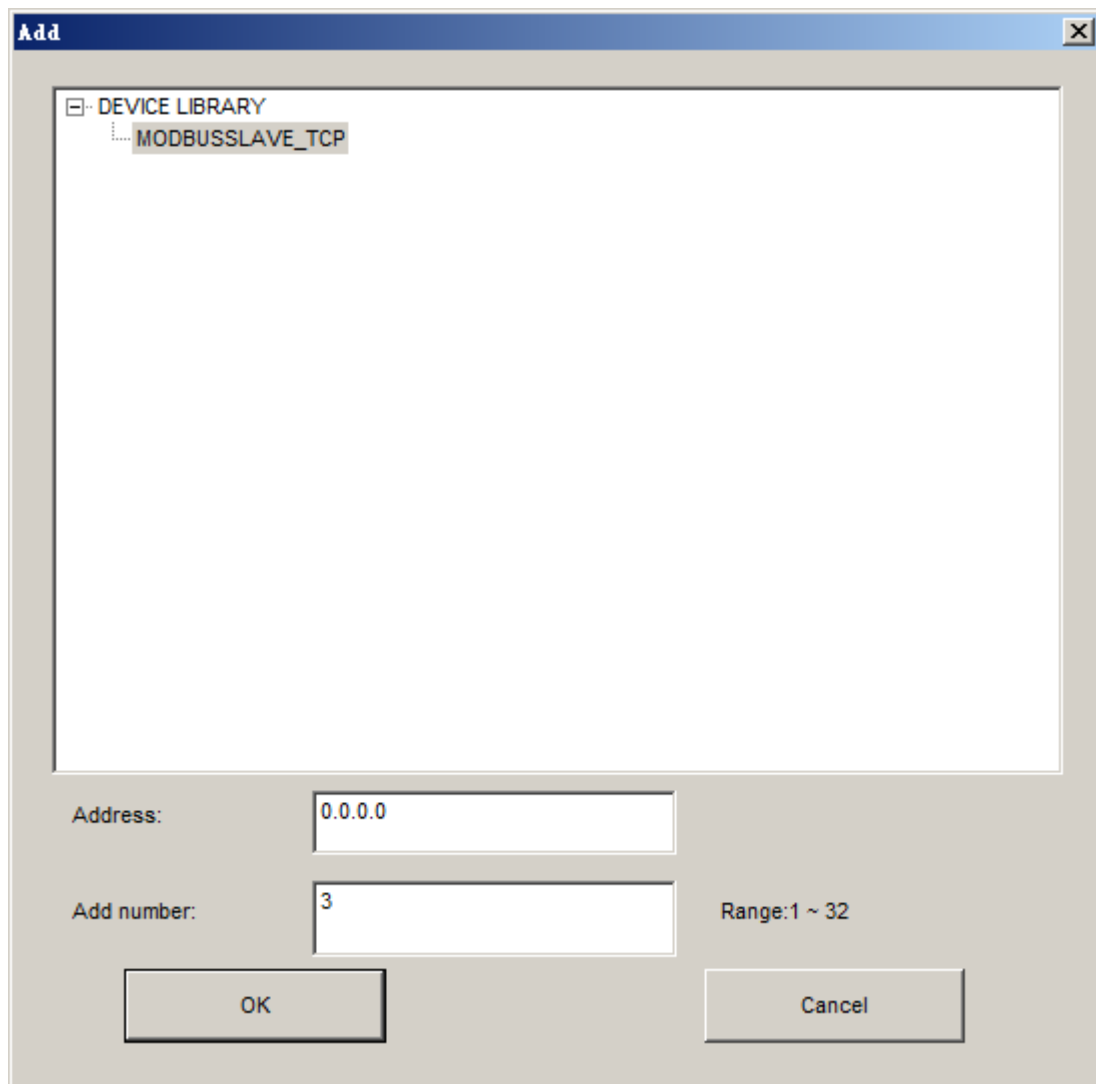 Add
DEVICE LIBRARY
MODBUSSLAVE_TCP
Address: 0.0.0.0
Add number: 3 Range:1 ~ 32
OK Cancel